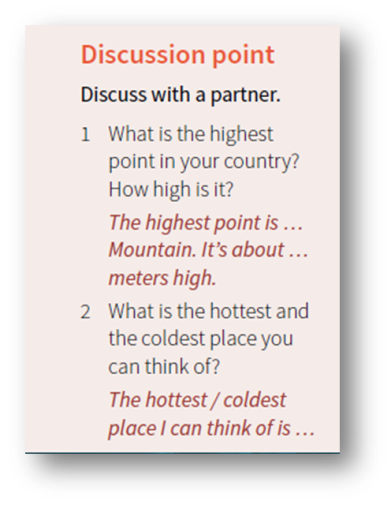 Discussion point
Discuss with a partner.
1 What is the highest
point in your country?
How high is it?
The highest point is …
Mountain. It's about …
meters high.
2 What is the hottest and
the coldest place you
can think of?
The hottest / coldest
place I can think of is …